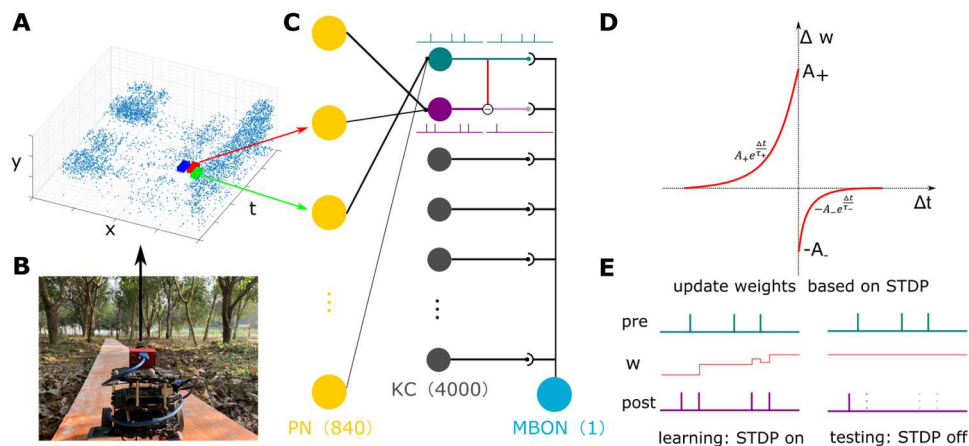 A
y
x
t
B
C
PN（840）
KC（4000）
MBON（1）
D
Δ w
A+
A₊e^{Δt/τ₊}
-A₋e^{Δt/τ₋}
Δt
-A-
E
update weights based on STDP
pre
w
post
learning: STDP on
testing: STDP off